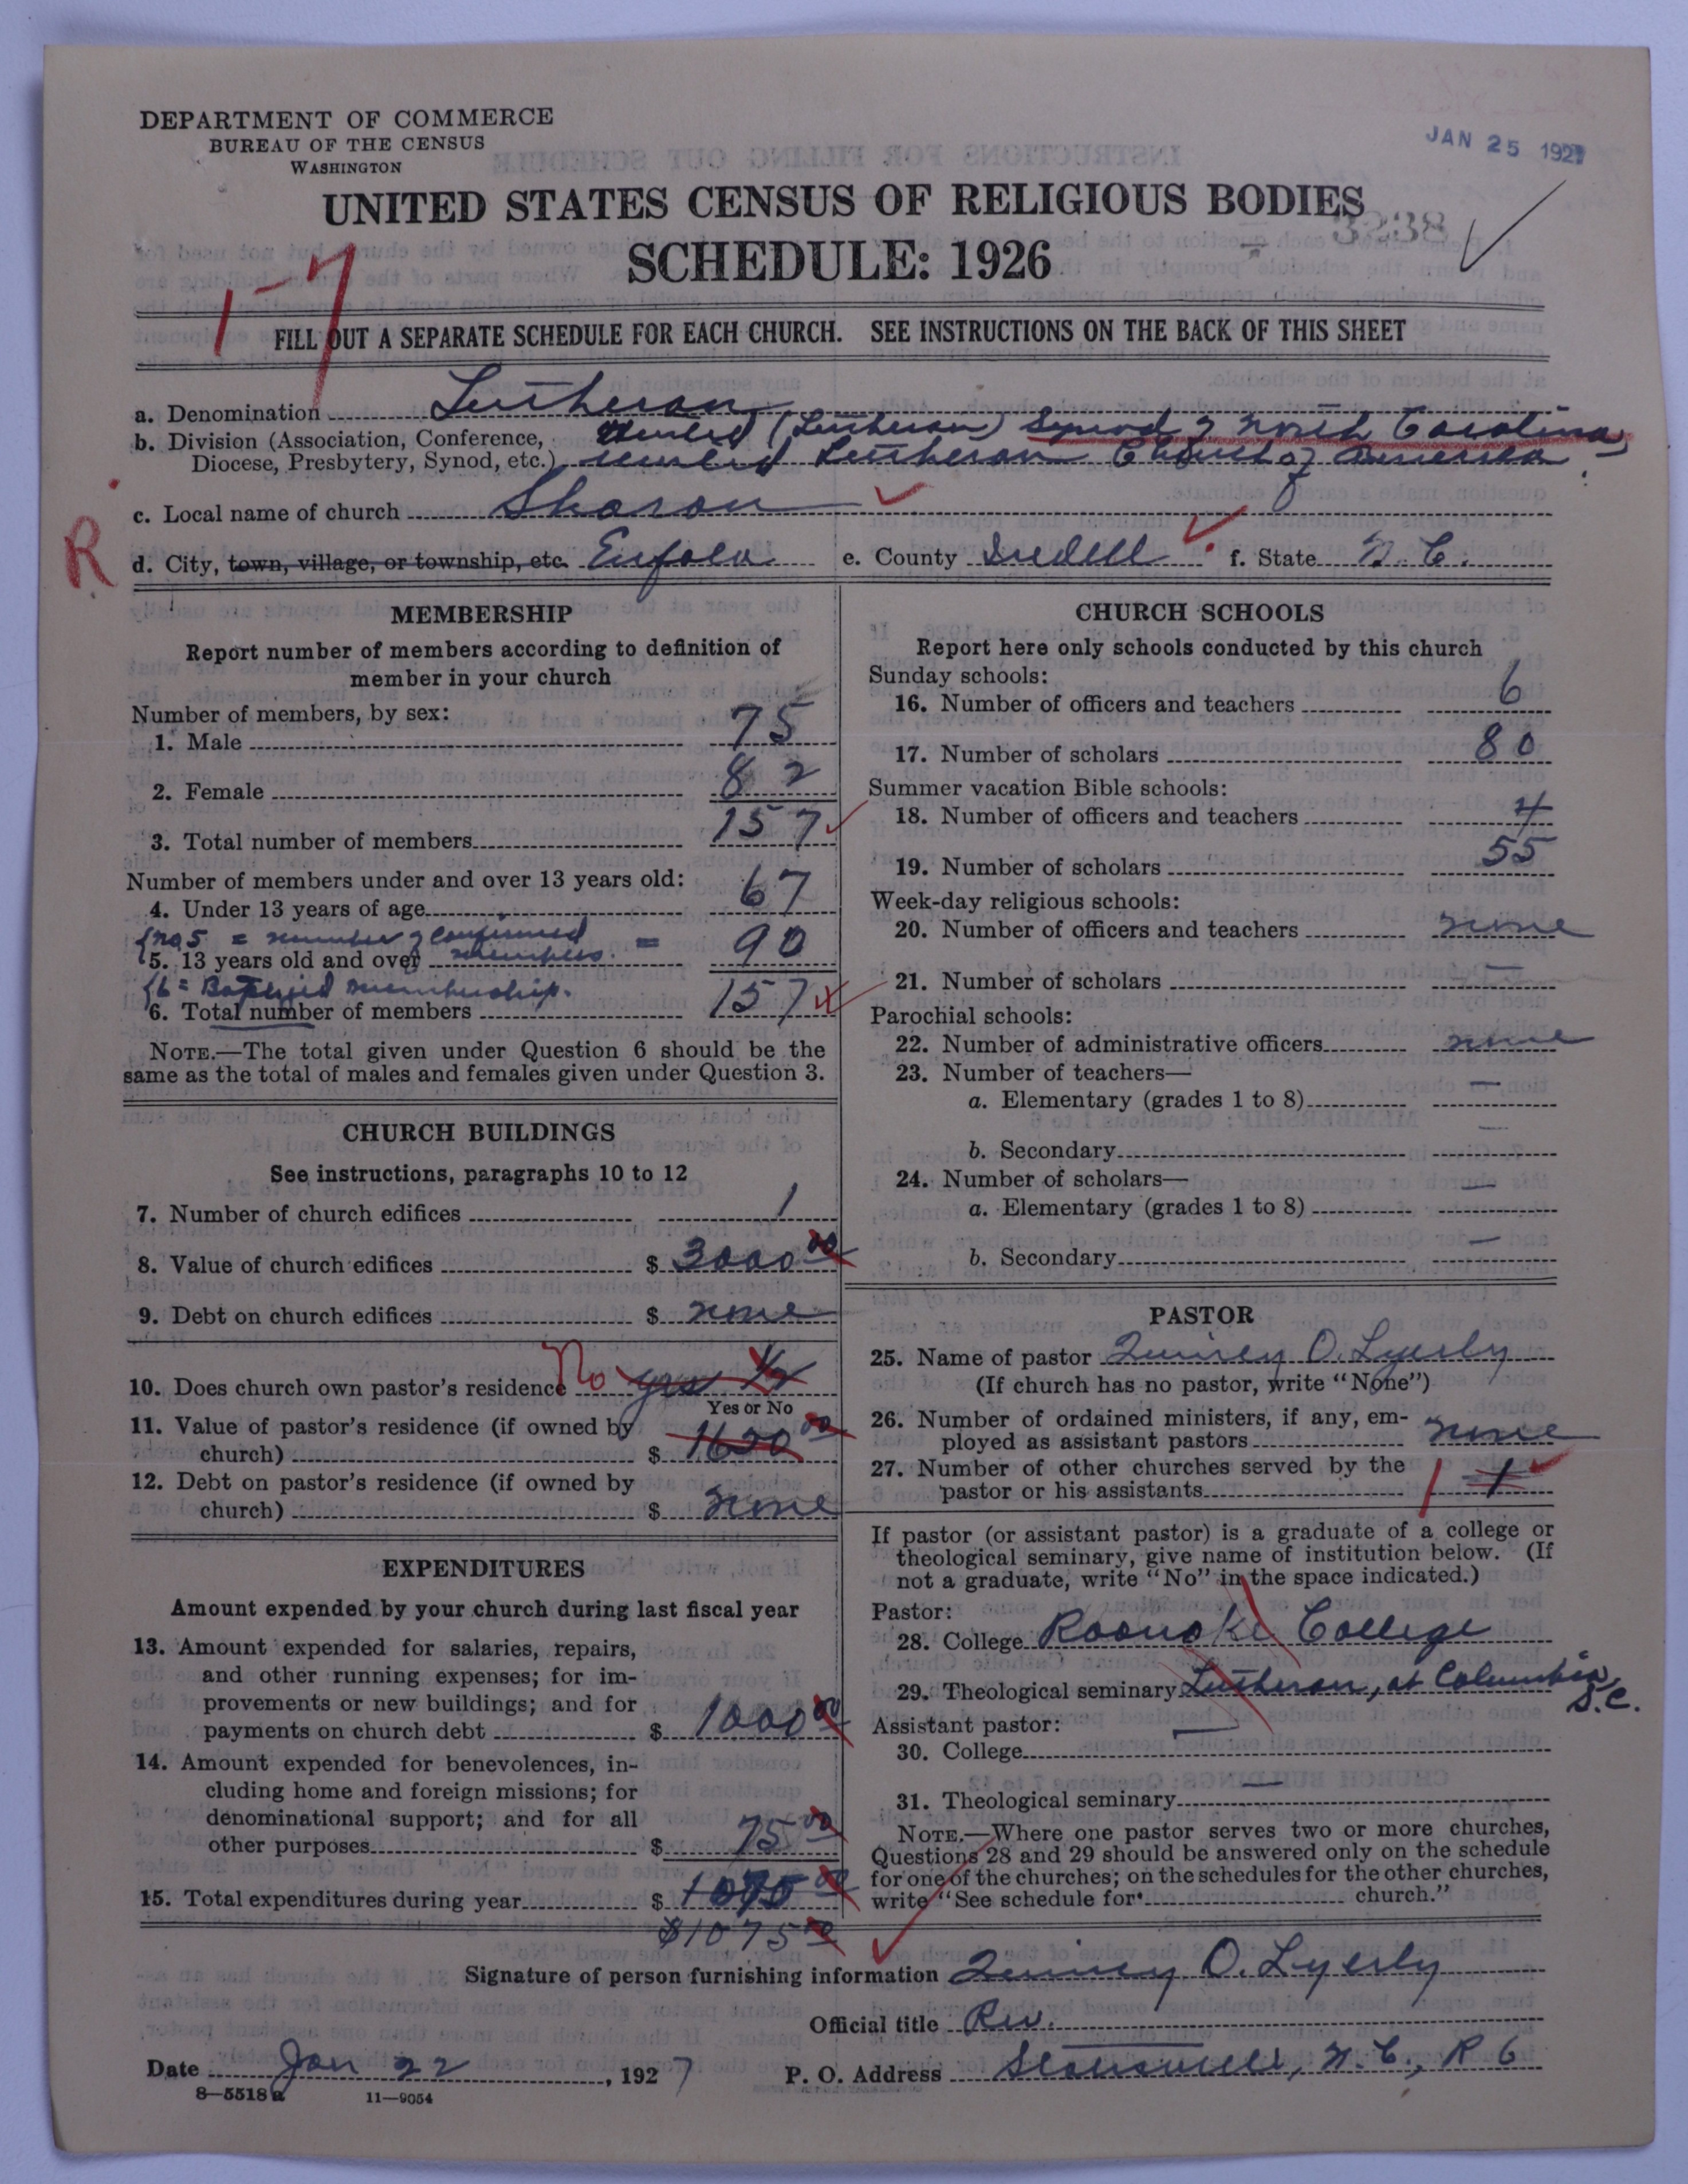 DEPARTMENT OF COMMERCE
BUREAU OF THE CENSUS
WASHINGTON
JAN 25 1927
UNITED STATES CENSUS OF RELIGIOUS BODIES
3238
SCHEDULE: 1926
1-7
FILL OUT A SEPARATE SCHEDULE FOR EACH CHURCH. SEE INSTRUCTIONS ON THE BACK OF THIS SHEET
a. Denomination Lutheran
b. Division (Association, Conference, United (Lutheran) Synod of North Carolina,
Diocese, Presbytery, Synod, etc.) United Lutheran Church of America
c. Local name of church Sharon
R
d. City, town, village, or township, etc. Eufola e. County Iredell f. State N. C.
MEMBERSHIP
Report number of members according to definition of
member in your church
Number of members, by sex:
1. Male 75
2. Female 82
3. Total number of members 157
Number of members under and over 13 years old:
4. Under 13 years of age 67
{no 5 = number of confirmed
5. 13 years old and over members. = 90
{6 = Baptized membership.
6. Total number of members 157
NOTE.—The total given under Question 6 should be the
same as the total of males and females given under Question 3.
CHURCH BUILDINGS
See instructions, paragraphs 10 to 12
7. Number of church edifices 1
8. Value of church edifices $ 3000 00
9. Debt on church edifices $ none
10. Does church own pastor's residence No yes 1/2
Yes or No
11. Value of pastor's residence (if owned by
church) $ 1650 00
12. Debt on pastor's residence (if owned by
church) $ none
EXPENDITURES
Amount expended by your church during last fiscal year
13. Amount expended for salaries, repairs,
and other running expenses; for im-
provements or new buildings; and for
payments on church debt $ 1000 00
14. Amount expended for benevolences, in-
cluding home and foreign missions; for
denominational support; and for all
other purposes $ 75 00
15. Total expenditures during year $ 1075 00
$1075 00
CHURCH SCHOOLS
Report here only schools conducted by this church
Sunday schools:
16. Number of officers and teachers 6
17. Number of scholars 80
Summer vacation Bible schools:
18. Number of officers and teachers 4
19. Number of scholars 55
Week-day religious schools:
20. Number of officers and teachers none
21. Number of scholars —
Parochial schools:
22. Number of administrative officers none
23. Number of teachers—
a. Elementary (grades 1 to 8) —
b. Secondary —
24. Number of scholars—
a. Elementary (grades 1 to 8) —
b. Secondary —
PASTOR
25. Name of pastor Quincy O. Lyerly
(If church has no pastor, write "None")
26. Number of ordained ministers, if any, em-
ployed as assistant pastors none
27. Number of other churches served by the
pastor or his assistants 1 1
If pastor (or assistant pastor) is a graduate of a college or
theological seminary, give name of institution below. (If
not a graduate, write "No" in the space indicated.)
Pastor:
28. College Roanoke College
29. Theological seminary Lutheran, at Columbia,
S.C.
Assistant pastor:
30. College —
31. Theological seminary —
NOTE.—Where one pastor serves two or more churches,
Questions 28 and 29 should be answered only on the schedule
for one of the churches; on the schedules for the other churches,
write "See schedule for church."
Signature of person furnishing information Quincy O. Lyerly
Official title Rev.
Date Jan 22, 1927 P. O. Address Statesville, N. C., R 6
8—5518 a 11—9054